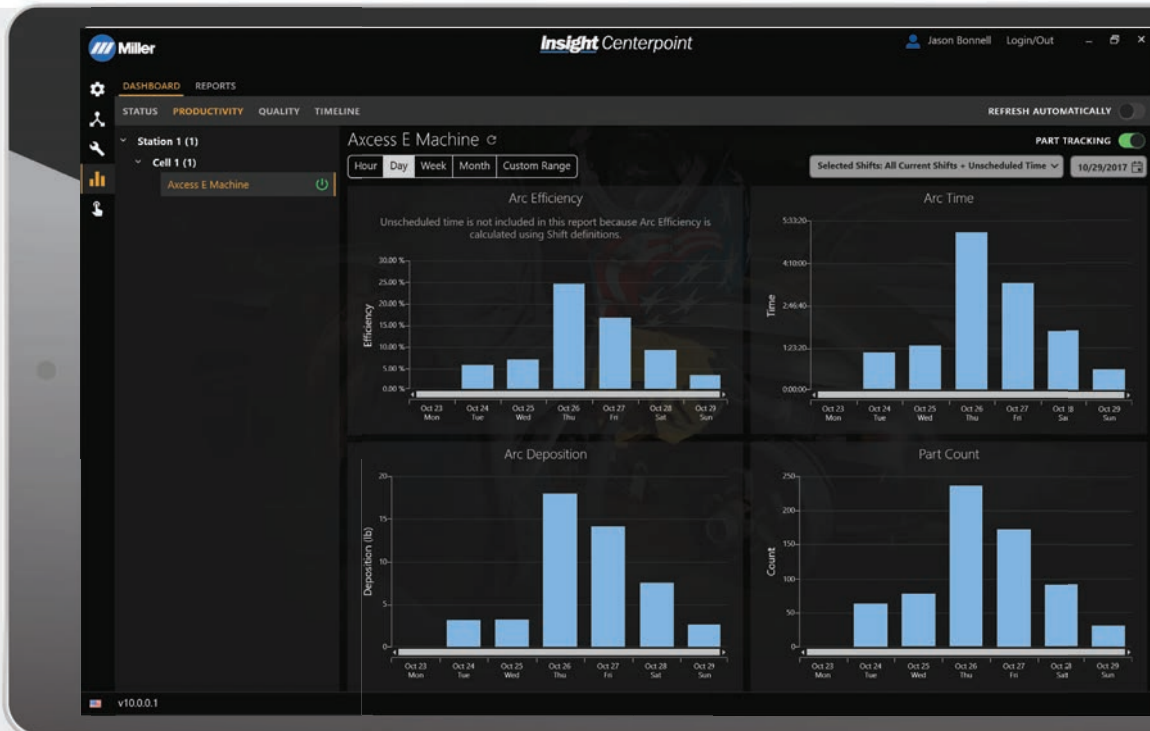 Miller
Insight Centerpoint
Jason Bonnell Login/Out
DASHBOARD REPORTS
STATUS PRODUCTIVITY QUALITY TIMELINE
REFRESH AUTOMATICALLY
Station 1 (1)
Cell 1 (1)
Axcess E Machine
Axcess E Machine
PART TRACKING
Hour Day Week Month Custom Range
Selected Shifts: All Current Shifts + Unscheduled Time
10/29/2017
Arc Efficiency
Unscheduled time is not included in this report because Arc Efficiency is
calculated using Shift definitions.
Efficiency
30.00 %
25.00 %
20.00 %
15.00 %
10.00 %
5.00 %
0.00 %
Oct 23 Oct 24 Oct 25 Oct 26 Oct 27 Oct 28 Oct 29
Mon Tue Wed Thu Fri Sat Sun
Arc Time
Time
5:33:20
4:10:00
2:46:40
1:23:20
0:00:00
Oct 23 Oct 24 Oct 25 Oct 26 Oct 27 Oct Oct 29
Mon Tue Wed Thu Fri Sat Sun
Arc Deposition
Deposition (lb)
20
15
10
5
0
Oct 23 Oct 24 Oct 25 Oct 26 Oct 27 Oct 28 Oct 29
Mon Tue Wed Thu Fri Sat Sun
Part Count
Count
250
200
150
100
50
0
Oct 23 Oct 24 Oct 25 Oct 26 Oct 27 Oct 28 Oct 29
Mon Tue Wed Thu Fri Sat Sun
v10.0.0.1